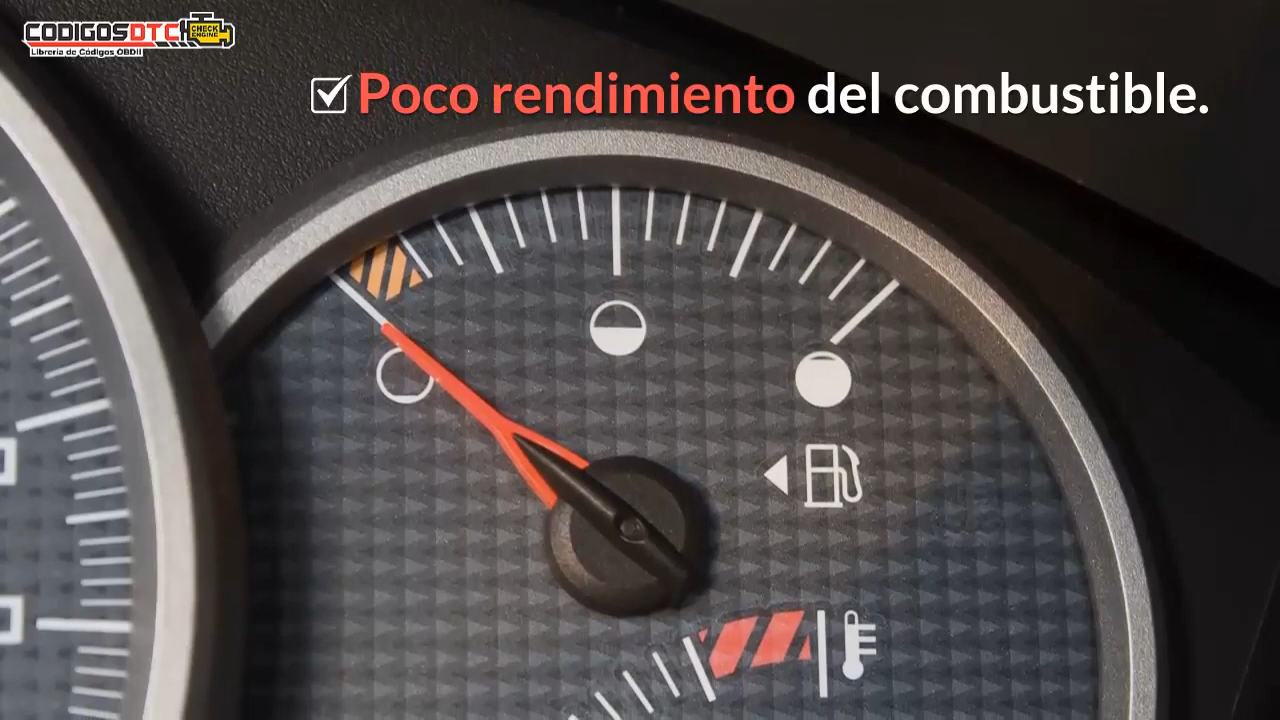 CODIGOSDTC
CHECK
ENGINE
Librería de Códigos OBDII
Poco rendimiento del combustible.